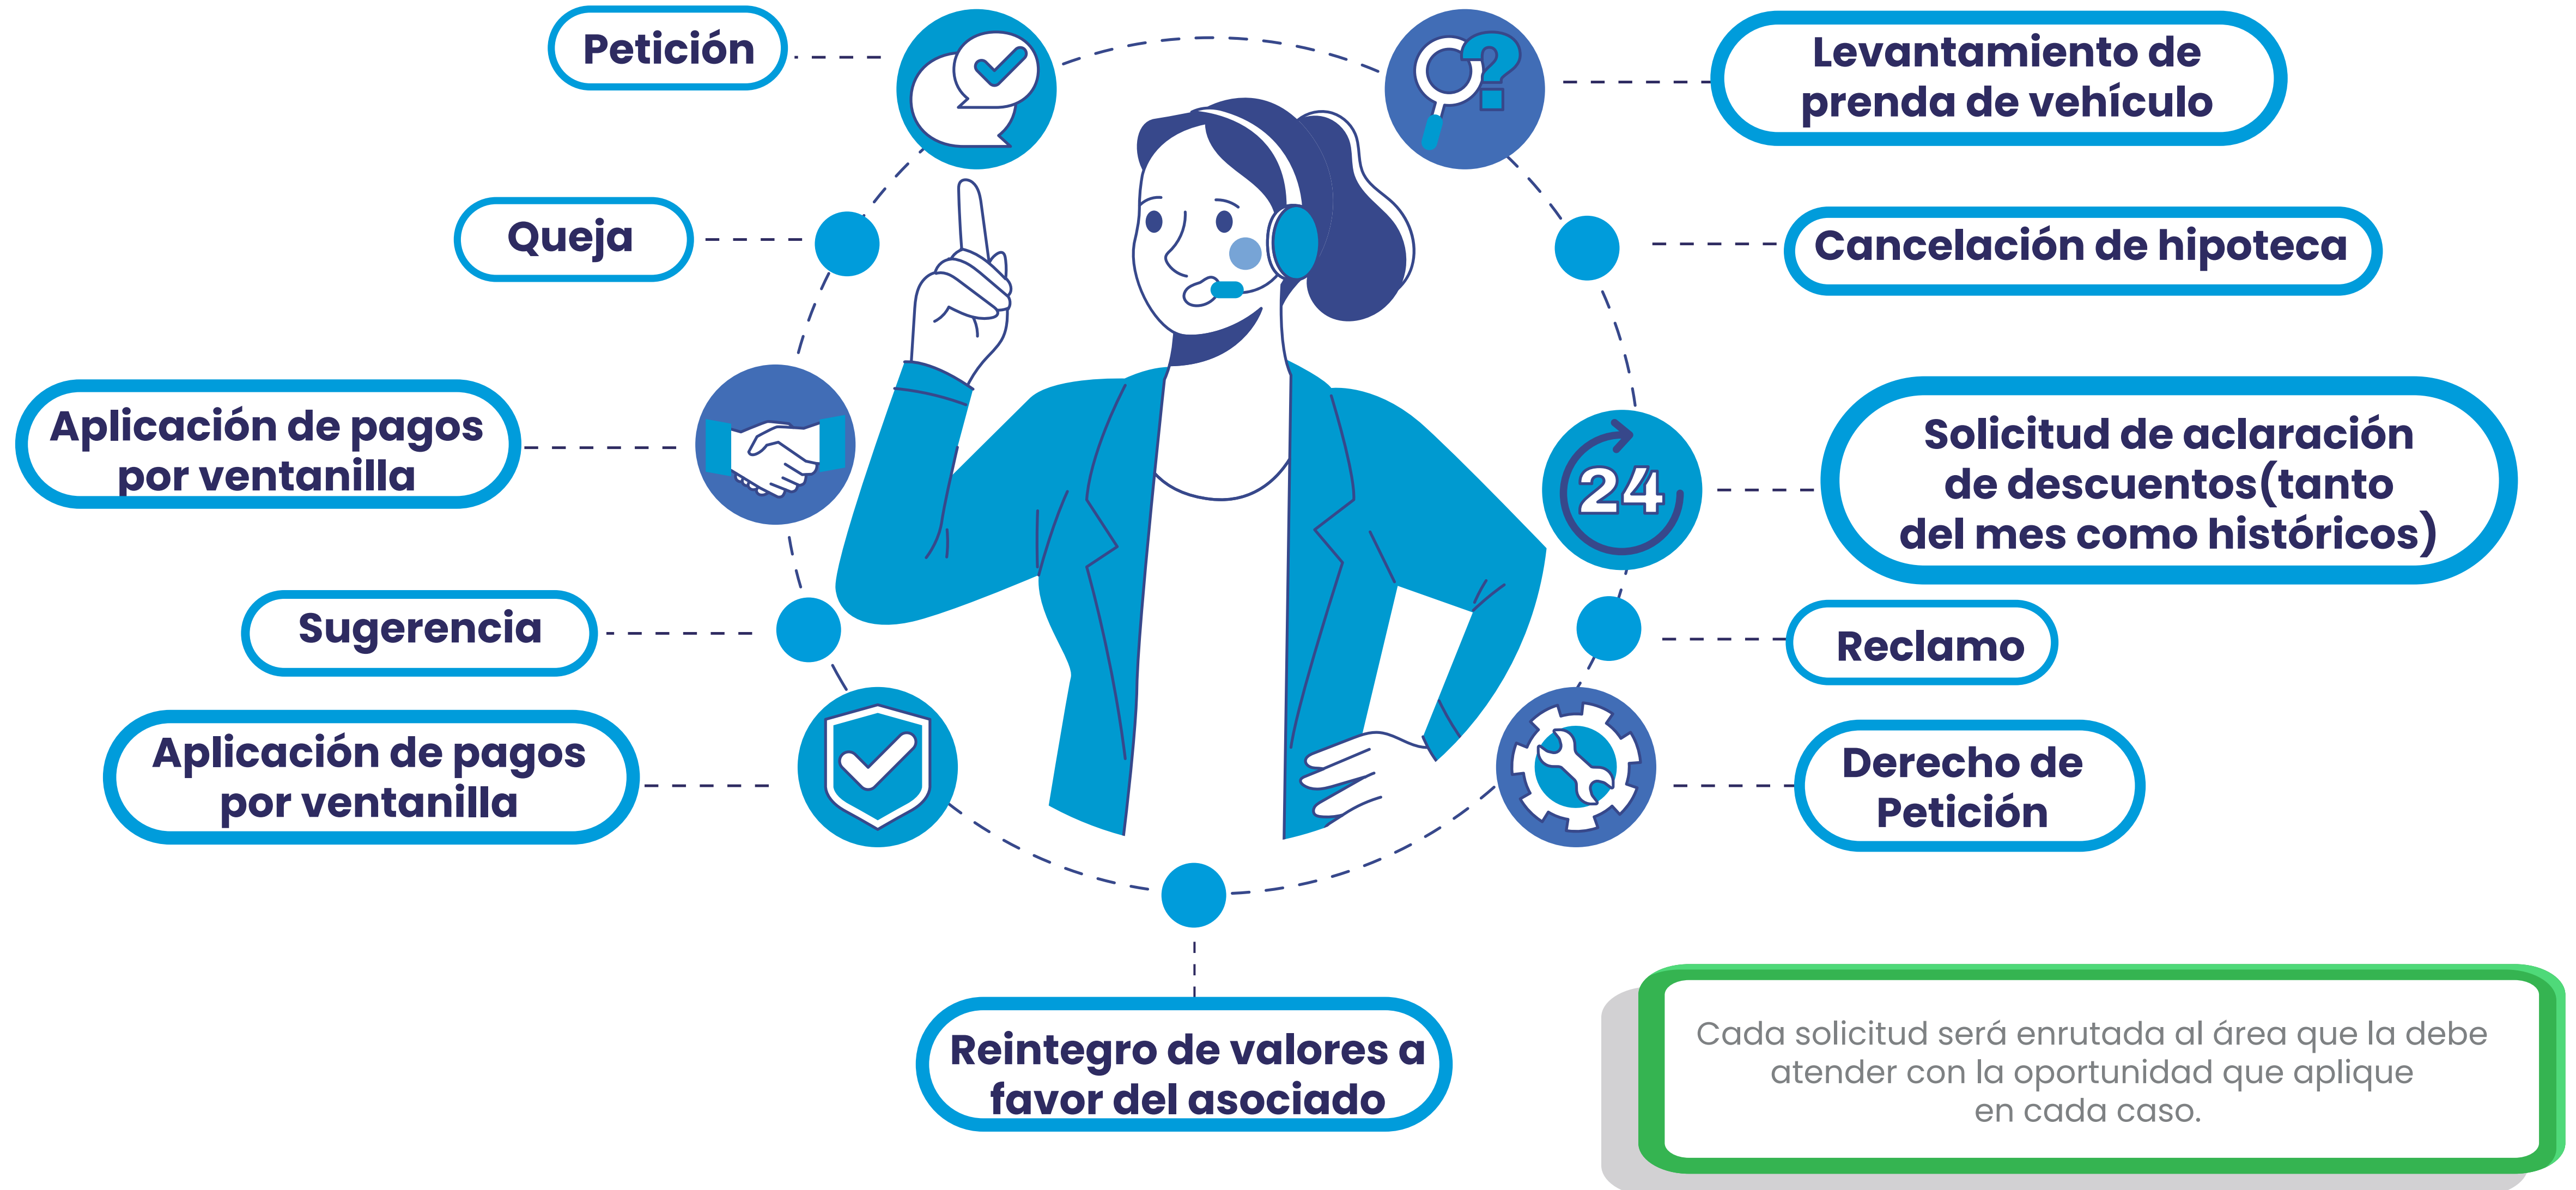 Petición
Queja
Aplicación de pagos
por ventanilla
Sugerencia
Aplicación de pagos
por ventanilla
Reintegro de valores a
favor del asociado
Levantamiento de
prenda de vehículo
Cancelación de hipoteca
24
Solicitud de aclaración
de descuentos(tanto
del mes como históricos)
Reclamo
Derecho de
Petición
Cada solicitud será enrutada al área que la debe
atender con la oportunidad que aplique
en cada caso.